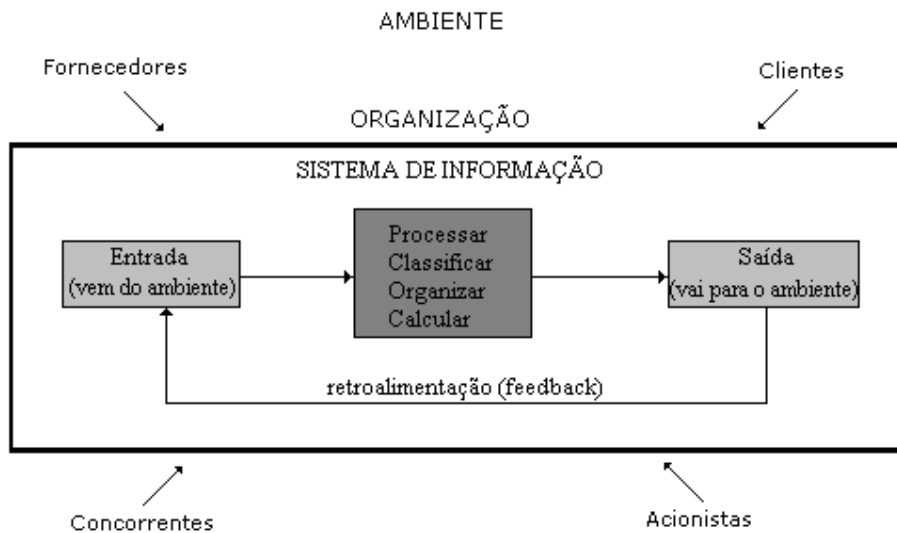 AMBIENTE
Fornecedores
Clientes
ORGANIZAÇÃO
SISTEMA DE INFORMAÇÃO
Entrada
(vem do ambiente)
Processar
Classificar
Organizar
Calcular
Saída
(vai para o ambiente)
retroalimentação (feedback)
Concorrentes
Acionistas